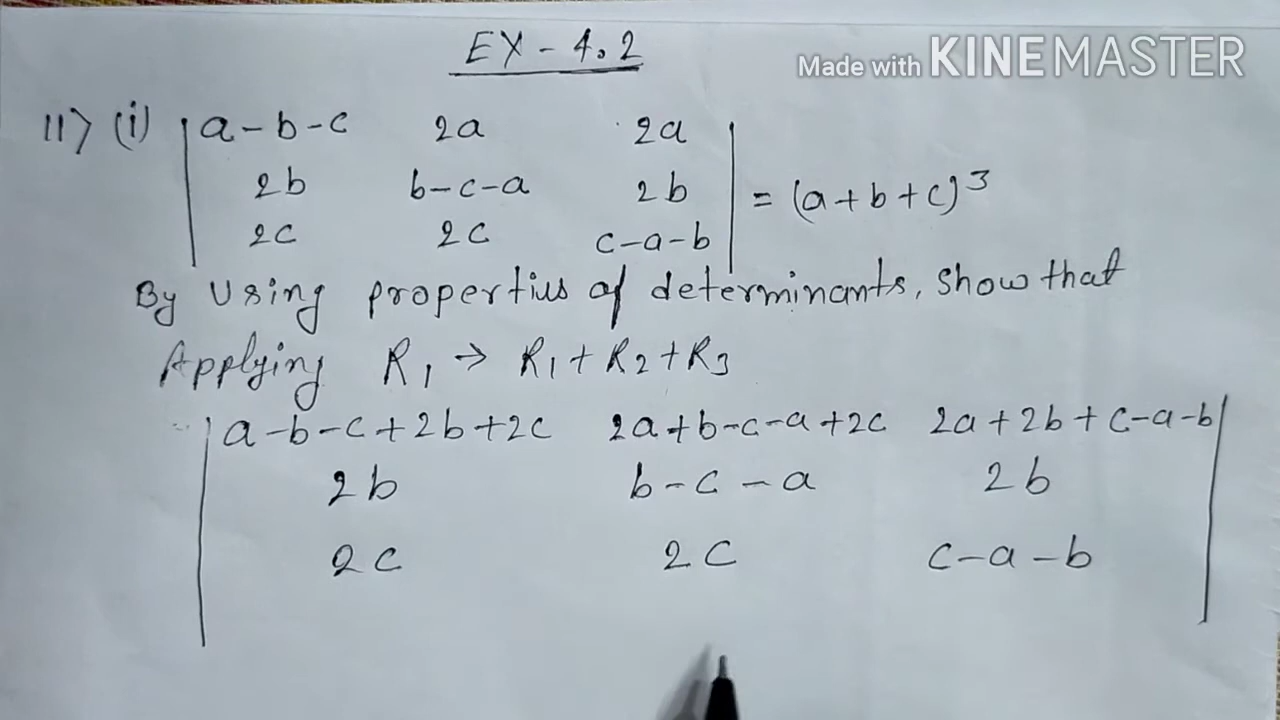 EX - 4.2
Made with KINEMASTER
11> (i) | a-b-c 2a 2a |
| 2b b-c-a 2b | = (a+b+c)³
| 2c 2c c-a-b |
By Using properties of determinants, show that
Applying R₁ → R₁ + R₂ + R₃
| a-b-c+2b+2c 2a+b-c-a+2c 2a+2b+c-a-b |
| 2b b-c-a 2b |
| 2c 2c c-a-b |